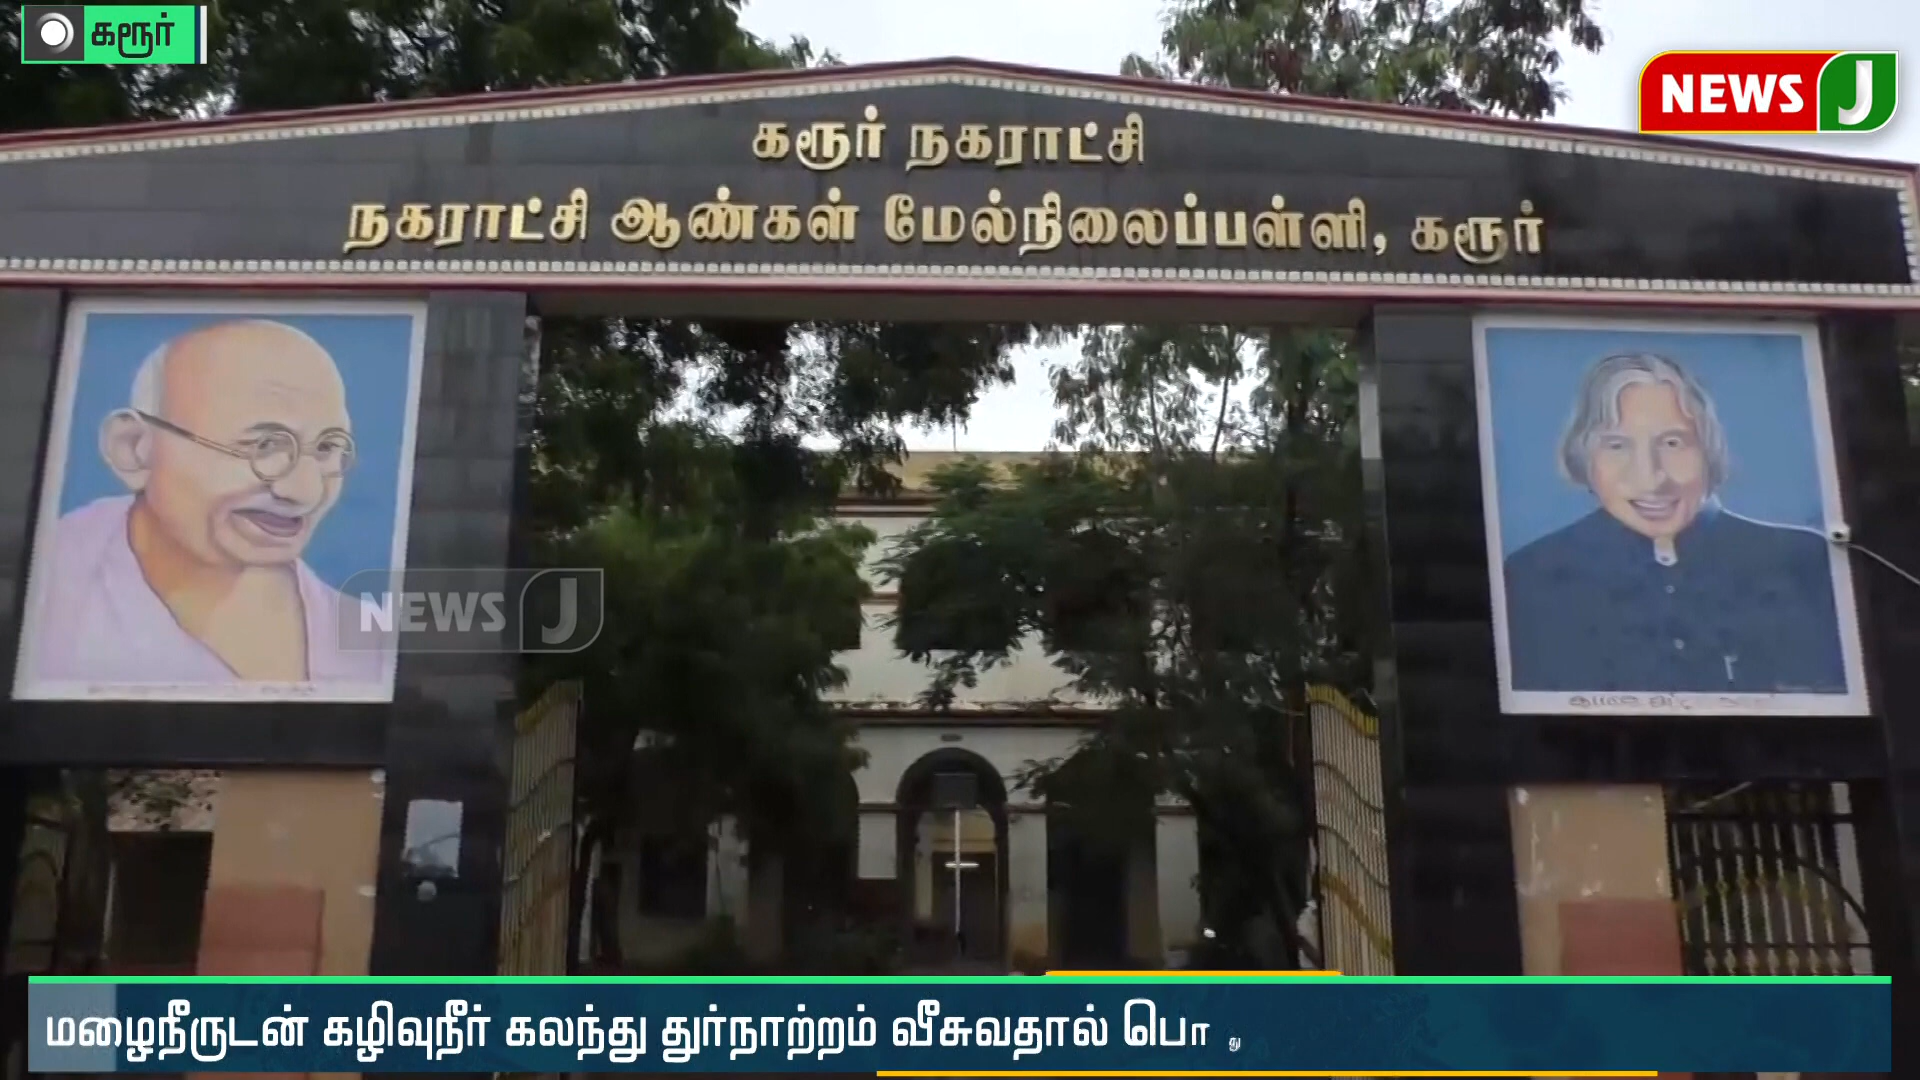 கரூர்
NEWS J
கரூர் நகராட்சி
நகராட்சி ஆண்கள் மேல்நிலைப்பள்ளி, கரூர்
NEWS J
மழைநீருடன் கழிவுநீர் கலந்து துர்நாற்றம் வீசுவதால்